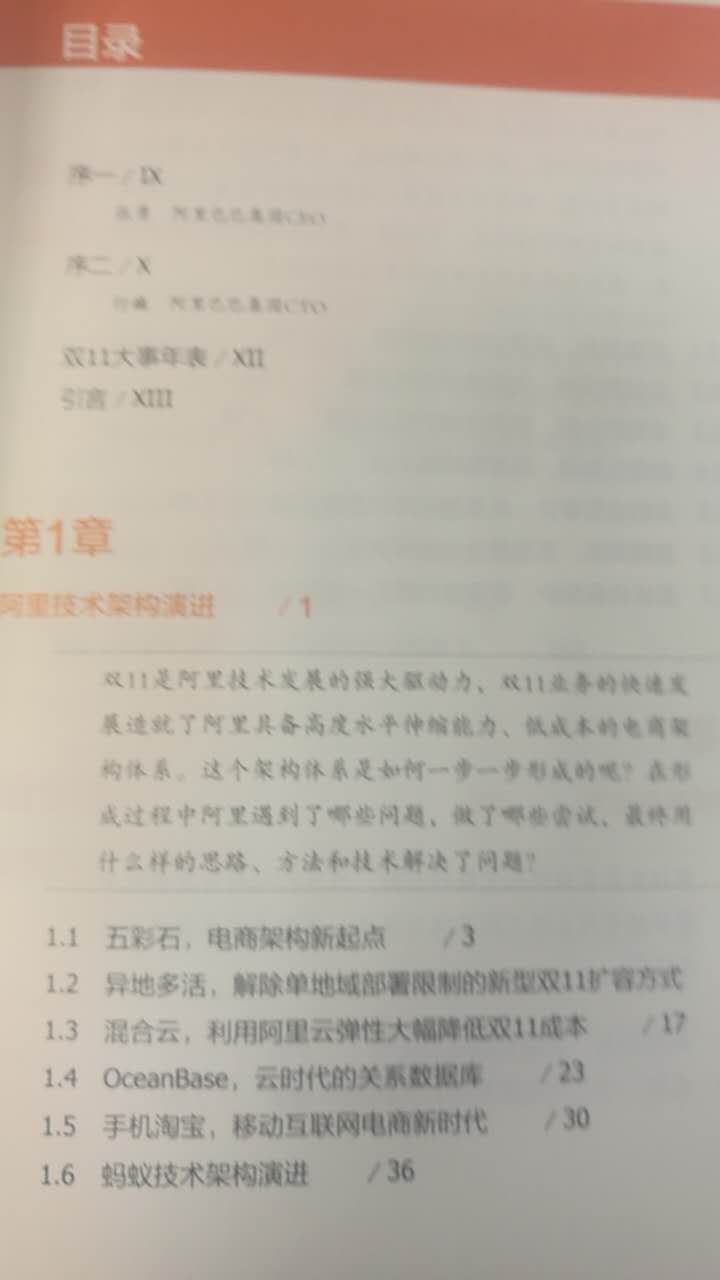 目录
序一 / IX
阿里巴巴集团CEO
序二 / X
阿里巴巴集团CTO
双11大事年表 / XII
引言 / XIII
第1章
阿里技术架构演进 / 1
双11是阿里技术发展的强大驱动力，双11业务的快速发
展造就了阿里具备高度水平伸缩能力、低成本的电商架
构体系。这个架构体系是如何一步一步形成的呢？在形
成过程中阿里遇到了哪些问题，做了哪些尝试，最终用
什么样的思路、方法和技术解决了问题？
1.1 五彩石，电商架构新起点 / 3
1.2 异地多活，解除单地域部署限制的新型双11扩容方式
1.3 混合云，利用阿里云弹性大幅降低双11成本 / 17
1.4 OceanBase，云时代的关系数据库 / 23
1.5 手机淘宝，移动互联网电商新时代 / 30
1.6 蚂蚁技术架构演进 / 36